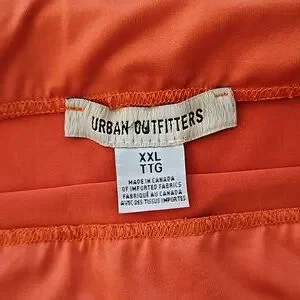 URBAN OUTFITTERS
XXL
TTG
MADE IN CANADA
OF IMPORTED FABRICS
FABRIQUÉ AU CANADA
AVEC DES TISSUS IMPORTÉS